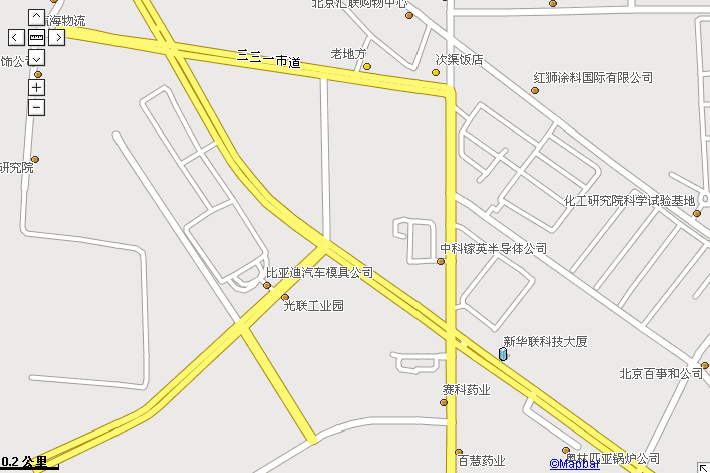 北京汇联购物中心
航海物流
三三一市道
老地方
次渠饭店
饰公司
红狮涂料国际有限公司
研究院
化工研究院科学试验基地
中科镓英半导体公司
比亚迪汽车模具公司
光联工业园
新华联科技大厦
北京百事和公司
赛科药业
百慧药业
奥林匹亚锅炉公司
0.2 公里
©Mapbar